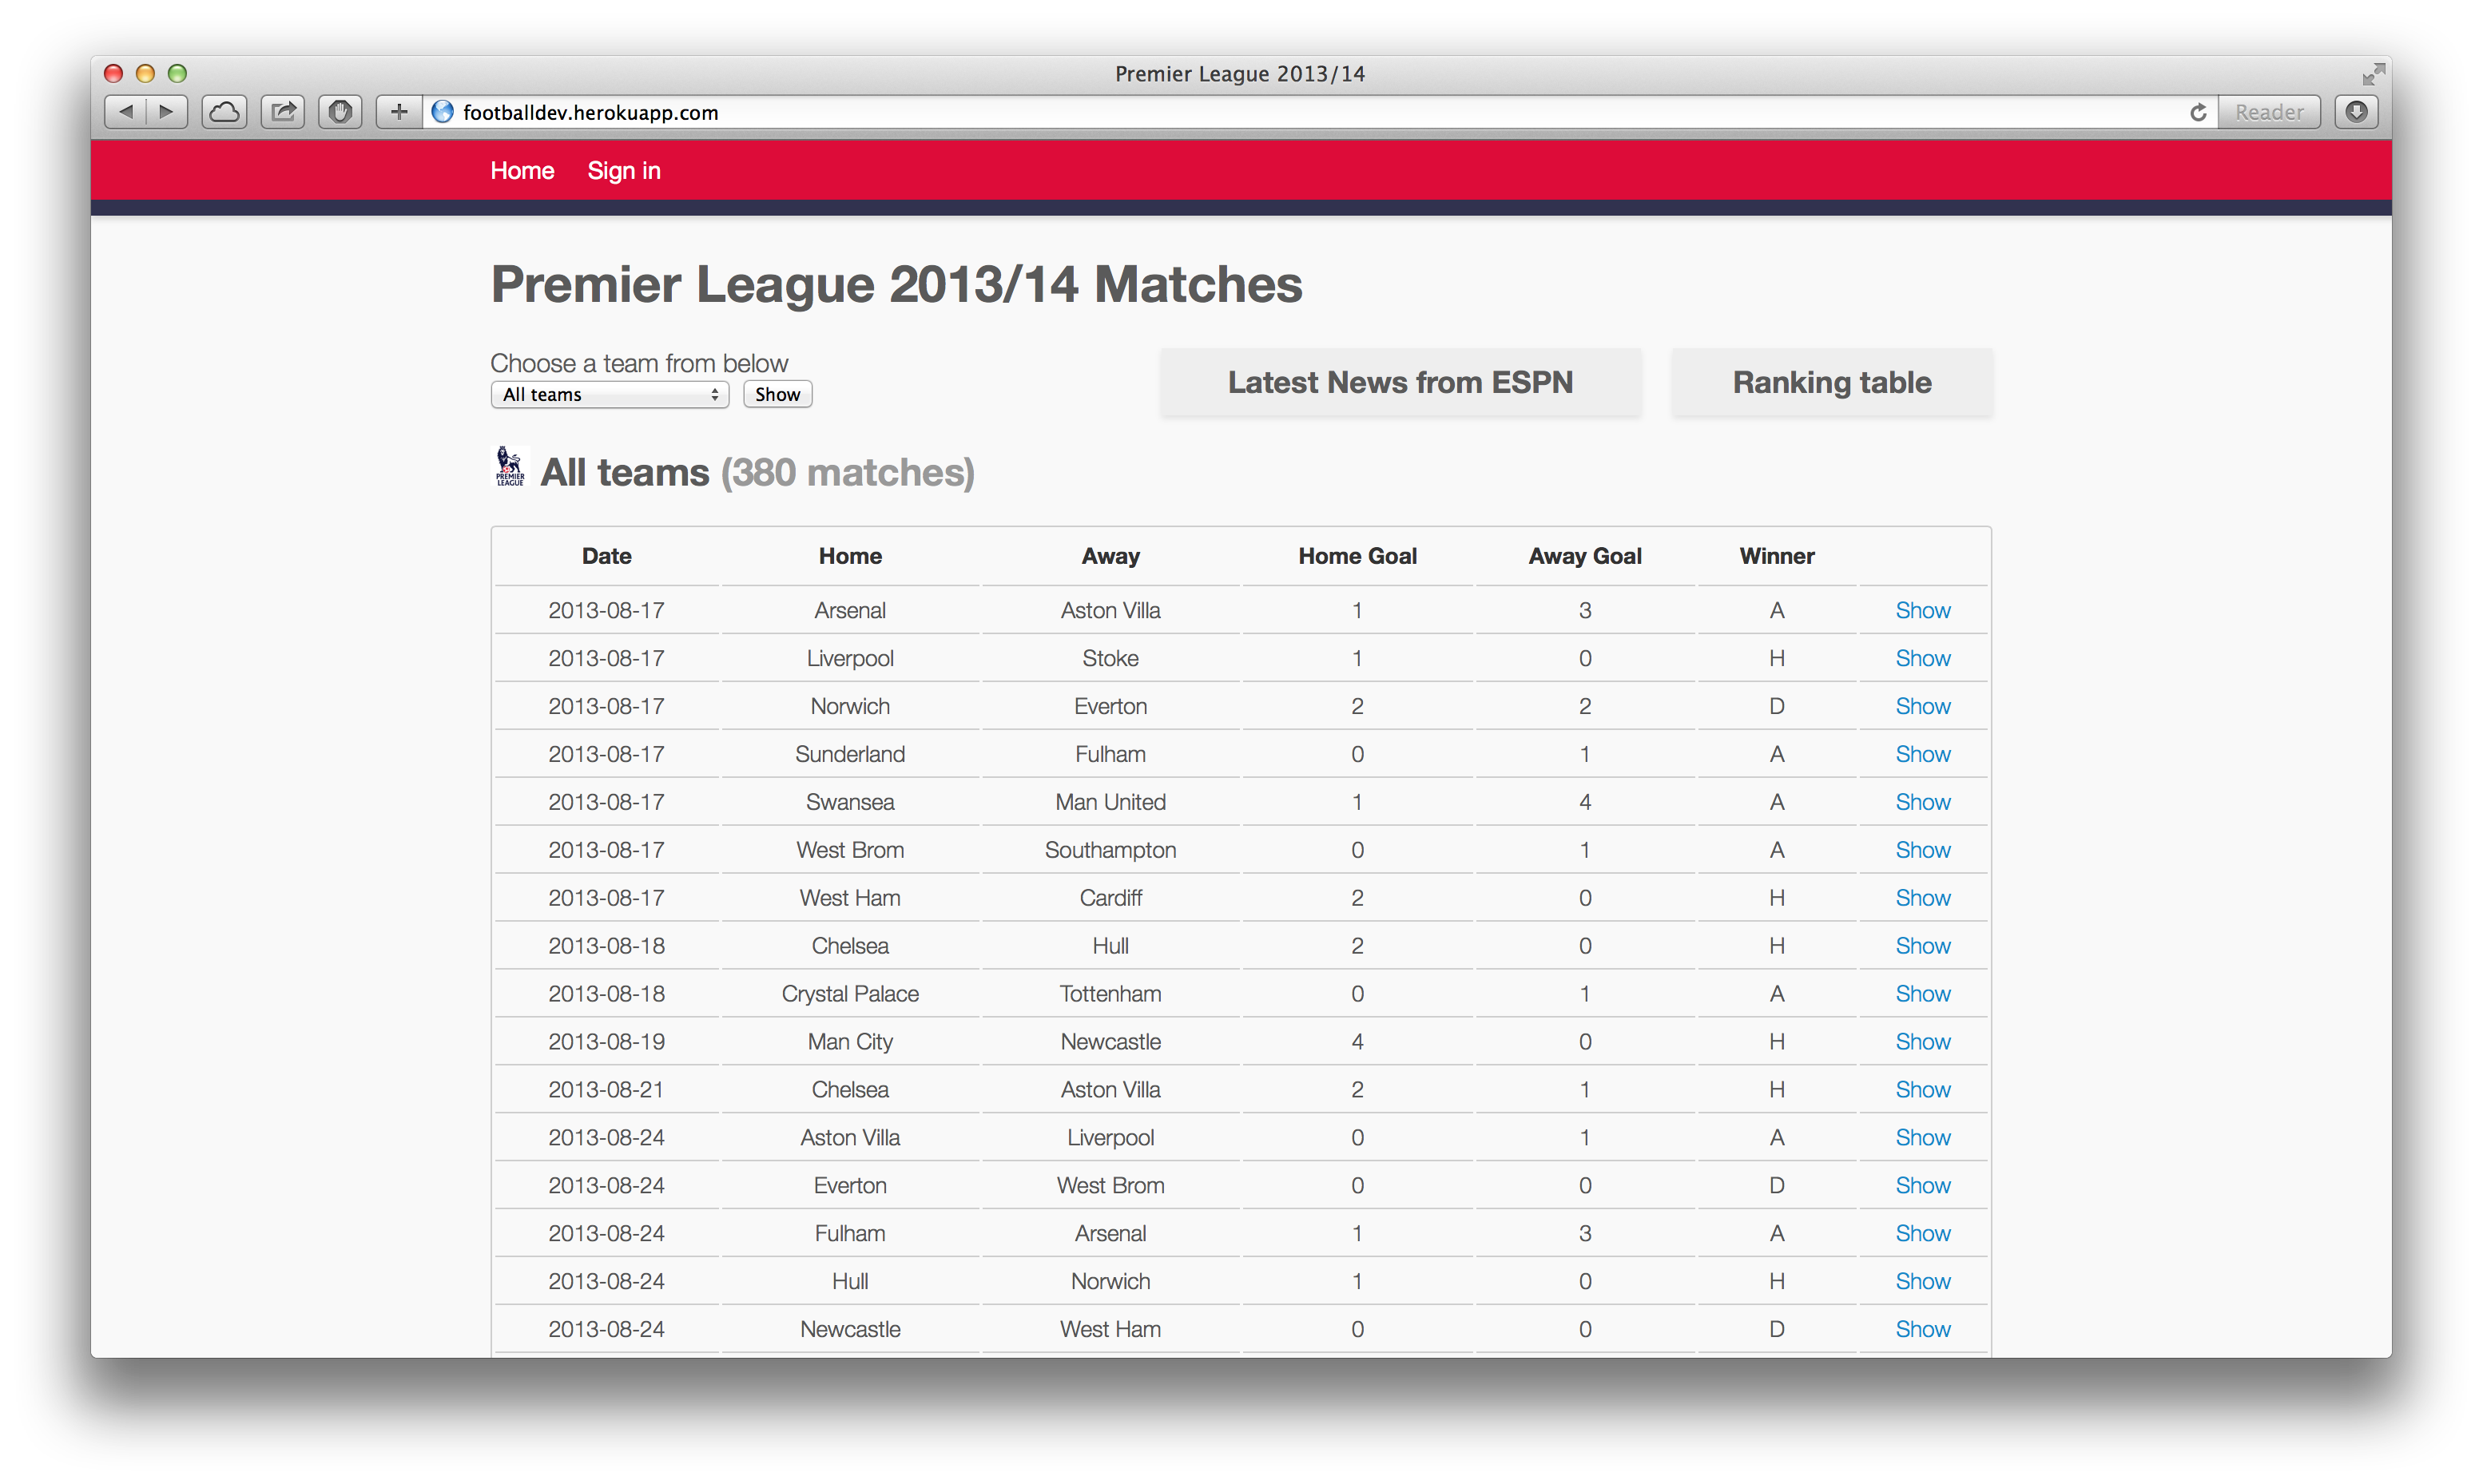 Premier League 2013/14
footballdev.herokuapp.com Reader
Home Sign in
Premier League 2013/14 Matches
Choose a team from below
All teams Show
Latest News from ESPN Ranking table
PREMIER
LEAGUE
All teams (380 matches)
Date Home Away Home Goal Away Goal Winner
2013-08-17 Arsenal Aston Villa 1 3 A Show
2013-08-17 Liverpool Stoke 1 0 H Show
2013-08-17 Norwich Everton 2 2 D Show
2013-08-17 Sunderland Fulham 0 1 A Show
2013-08-17 Swansea Man United 1 4 A Show
2013-08-17 West Brom Southampton 0 1 A Show
2013-08-17 West Ham Cardiff 2 0 H Show
2013-08-18 Chelsea Hull 2 0 H Show
2013-08-18 Crystal Palace Tottenham 0 1 A Show
2013-08-19 Man City Newcastle 4 0 H Show
2013-08-21 Chelsea Aston Villa 2 1 H Show
2013-08-24 Aston Villa Liverpool 0 1 A Show
2013-08-24 Everton West Brom 0 0 D Show
2013-08-24 Fulham Arsenal 1 3 A Show
2013-08-24 Hull Norwich 1 0 H Show
2013-08-24 Newcastle West Ham 0 0 D Show